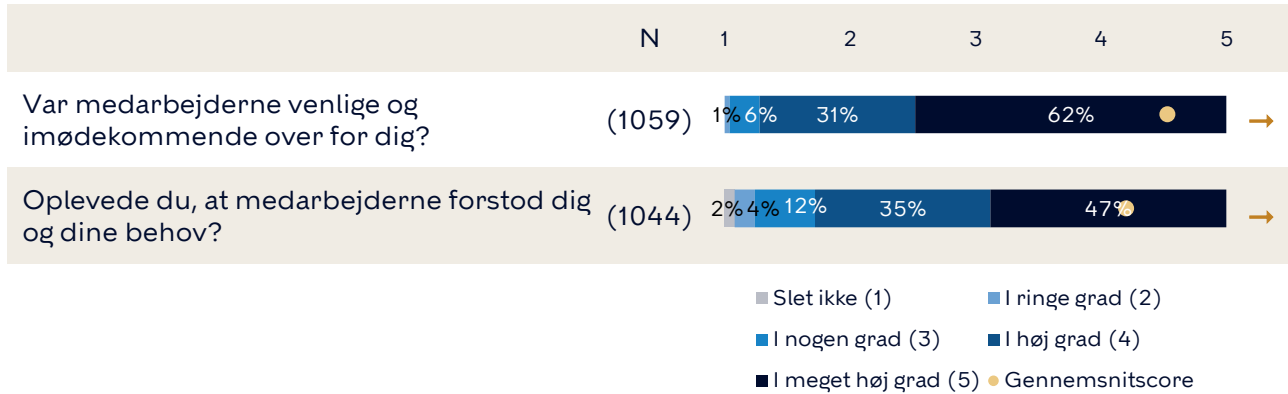 N 1 2 3 4 5
Var medarbejderne venlige og
imødekommende over for dig?
(1059) 1% 6% 31% 62% →
Oplevede du, at medarbejderne forstod dig
og dine behov?
(1044) 2% 4% 12% 35% 47% →
Slet ikke (1) I ringe grad (2)
I nogen grad (3) I høj grad (4)
I meget høj grad (5) Gennemsnitscore